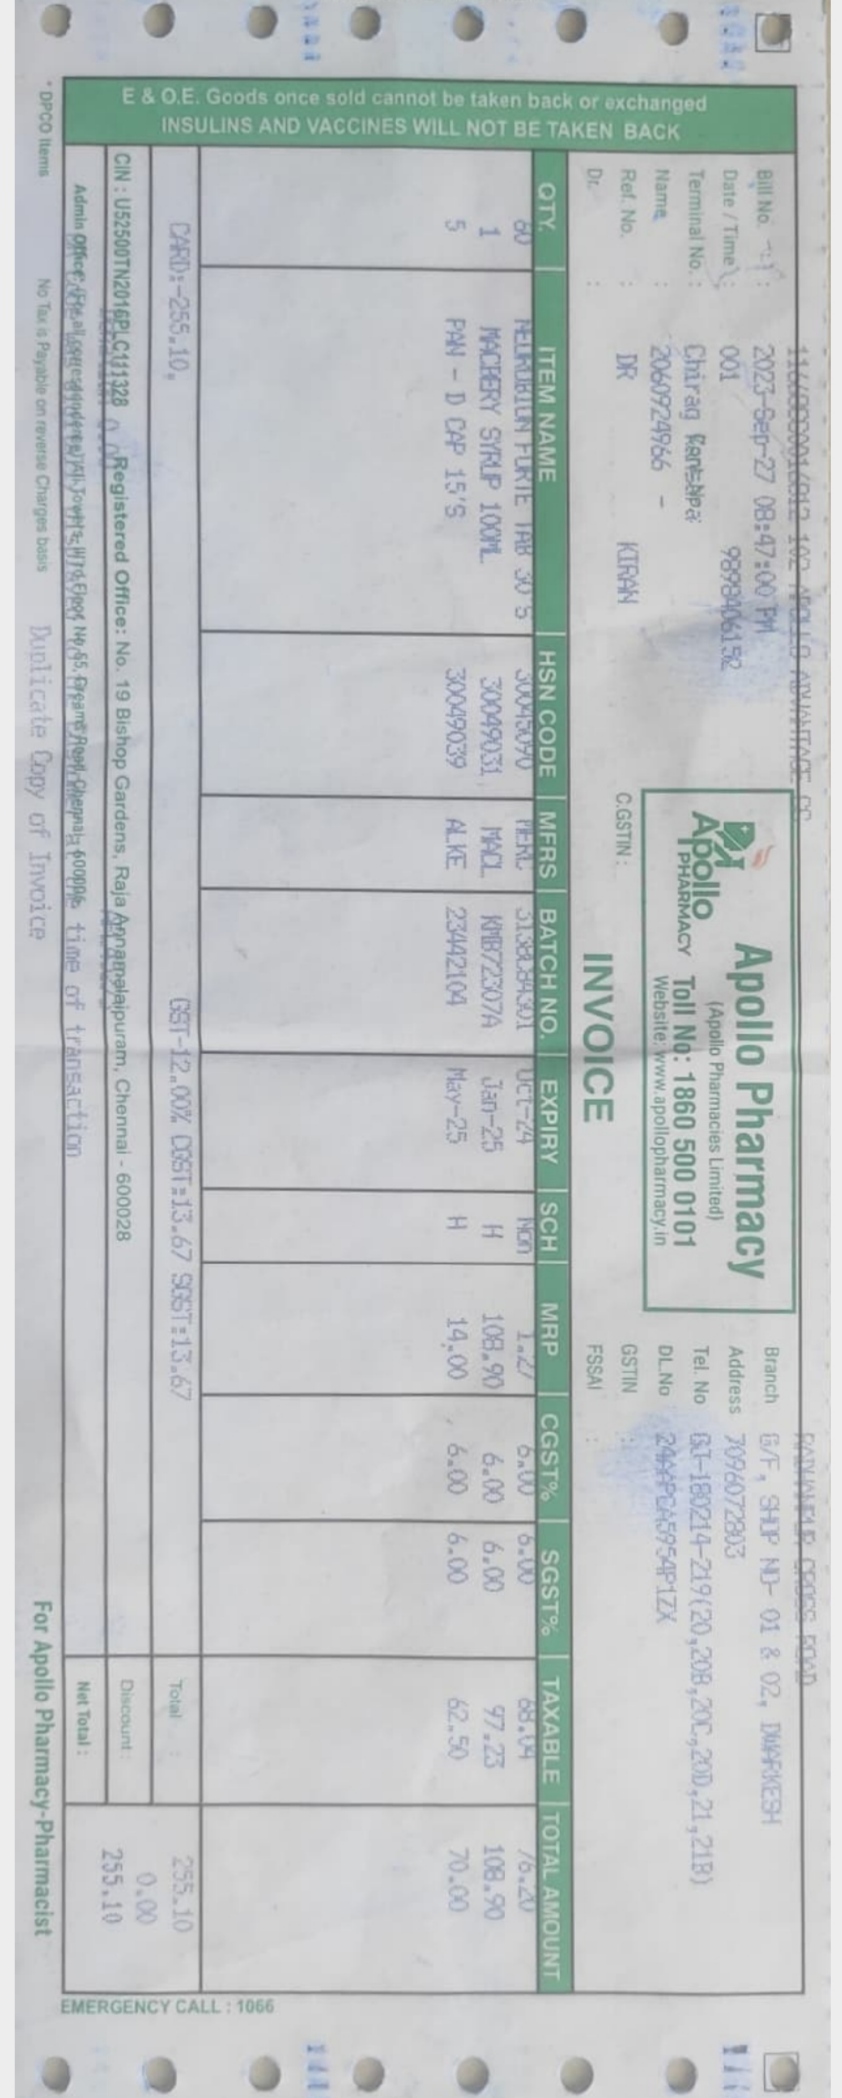 116/0000016012 102 APOLLO ADVANTAGE CC
RADHANPUR CROSS ROAD
Bill No. :
Date / Time : 2023-Sep-27 08:47:00 PM
Terminal No. : 001 9898406152
Name : Chirag
Ref. No. : 2060924966 -
Dr. : DR KIRAN
Apollo Pharmacy
(Apollo Pharmacies Limited)
Apollo PHARMACY
Toll No: 1860 500 0101
Website: www.apollopharmacy.in
C.GSTIN :
INVOICE
Branch G/F, SHOP NO- 01 & 02, DWARKESH
Address 7096072803
Tel. No GJ-180214-219(20,20B,20C,20D,21,21B)
DL.No 24AAPCA5954P1ZX
GSTIN :
FSSAI :
QTY. ITEM NAME HSN CODE MFRS BATCH NO. EXPIRY SCH MRP CGST% SGST% TAXABLE TOTAL AMOUNT
60 NEUROBION FORTE TAB 30'S 30045090 Oct-24 Non 1.27 6.00 6.00 68.04 76.20
1 MACBERY SYRUP 100ML 30049031 MACL KMB72307A Jan-25 H 108.90 6.00 6.00 97.23 108.90
5 PAN - D CAP 15'S 30049039 ALKE 23442104 May-25 H 14.00 6.00 6.00 62.50 70.00
CARD:-255.10, GST-12.00% CGST=13.67 SGST=13.67 Total : 255.10
CIN : U52500TN2016PLC111328 Registered Office: No. 19 Bishop Gardens, Raja Annamalaipuram, Chennai - 600028 Discount : 0.00
time of transaction Net Total : 255.10
* DPCO Items No Tax is Payable on reverse Charges basis Duplicate Copy of Invoice For Apollo Pharmacy-Pharmacist
E & O.E. Goods once sold cannot be taken back or exchanged
INSULINS AND VACCINES WILL NOT BE TAKEN BACK
EMERGENCY CALL : 1066